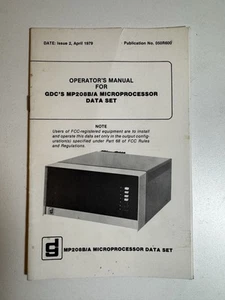 DATE: Issue 2, April 1979 Publication No. 300R600
OPERATOR'S MANUAL
FOR
GDC'S MP208B/A MICROPROCESSOR
DATA SET
NOTE
Users of FCC-registered equipment are to install
and operate this data set only in the output config-
uration(s) specified under Part 68 of FCC Rules
and Regulations.
MP208B/A MICROPROCESSOR DATA SET